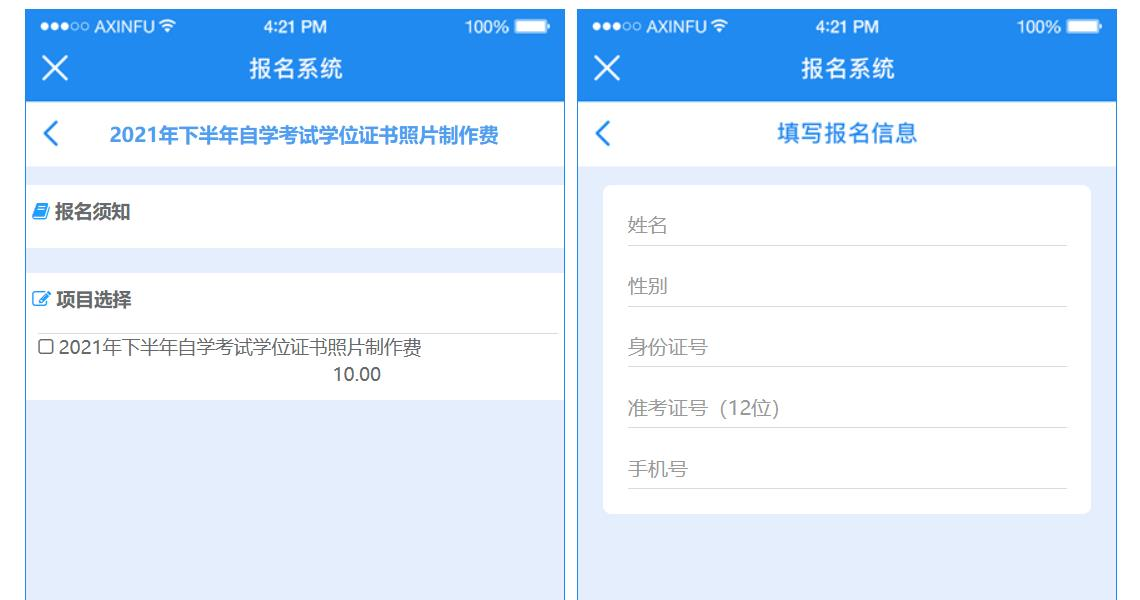 AXINFU 4:21 PM 100%
报名系统
2021年下半年自学考试学位证书照片制作费
报名须知
项目选择
2021年下半年自学考试学位证书照片制作费
10.00
AXINFU 4:21 PM 100%
报名系统
填写报名信息
姓名
性别
身份证号
准考证号（12位）
手机号